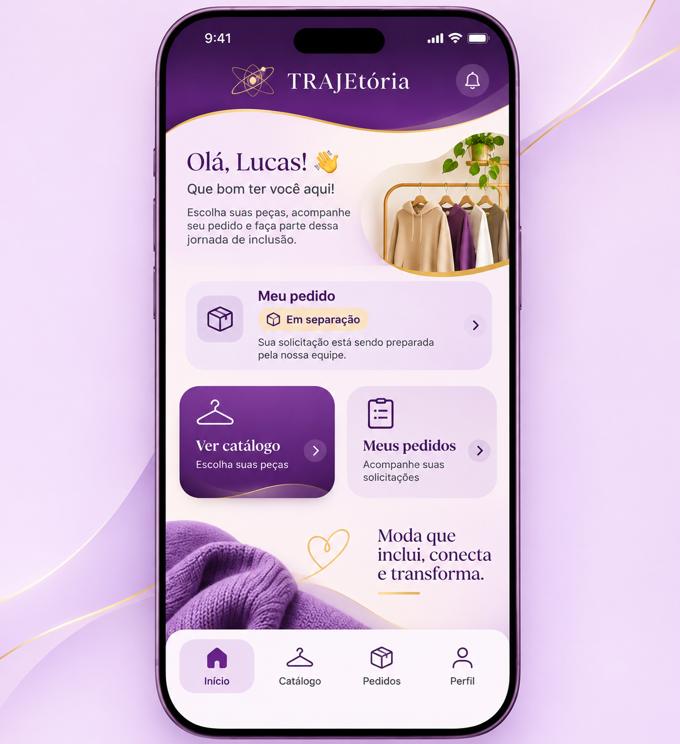 9:41
TRAJEtória
Olá, Lucas! 👋
Que bom ter você aqui!
Escolha suas peças, acompanhe
seu pedido e faça parte dessa
jornada de inclusão.
Meu pedido
Em separação
Sua solicitação está sendo preparada
pela nossa equipe.
Ver catálogo
Escolha suas peças
Meus pedidos
Acompanhe suas
solicitações
Moda que
inclui, conecta
e transforma.
Início
Catálogo
Pedidos
Perfil